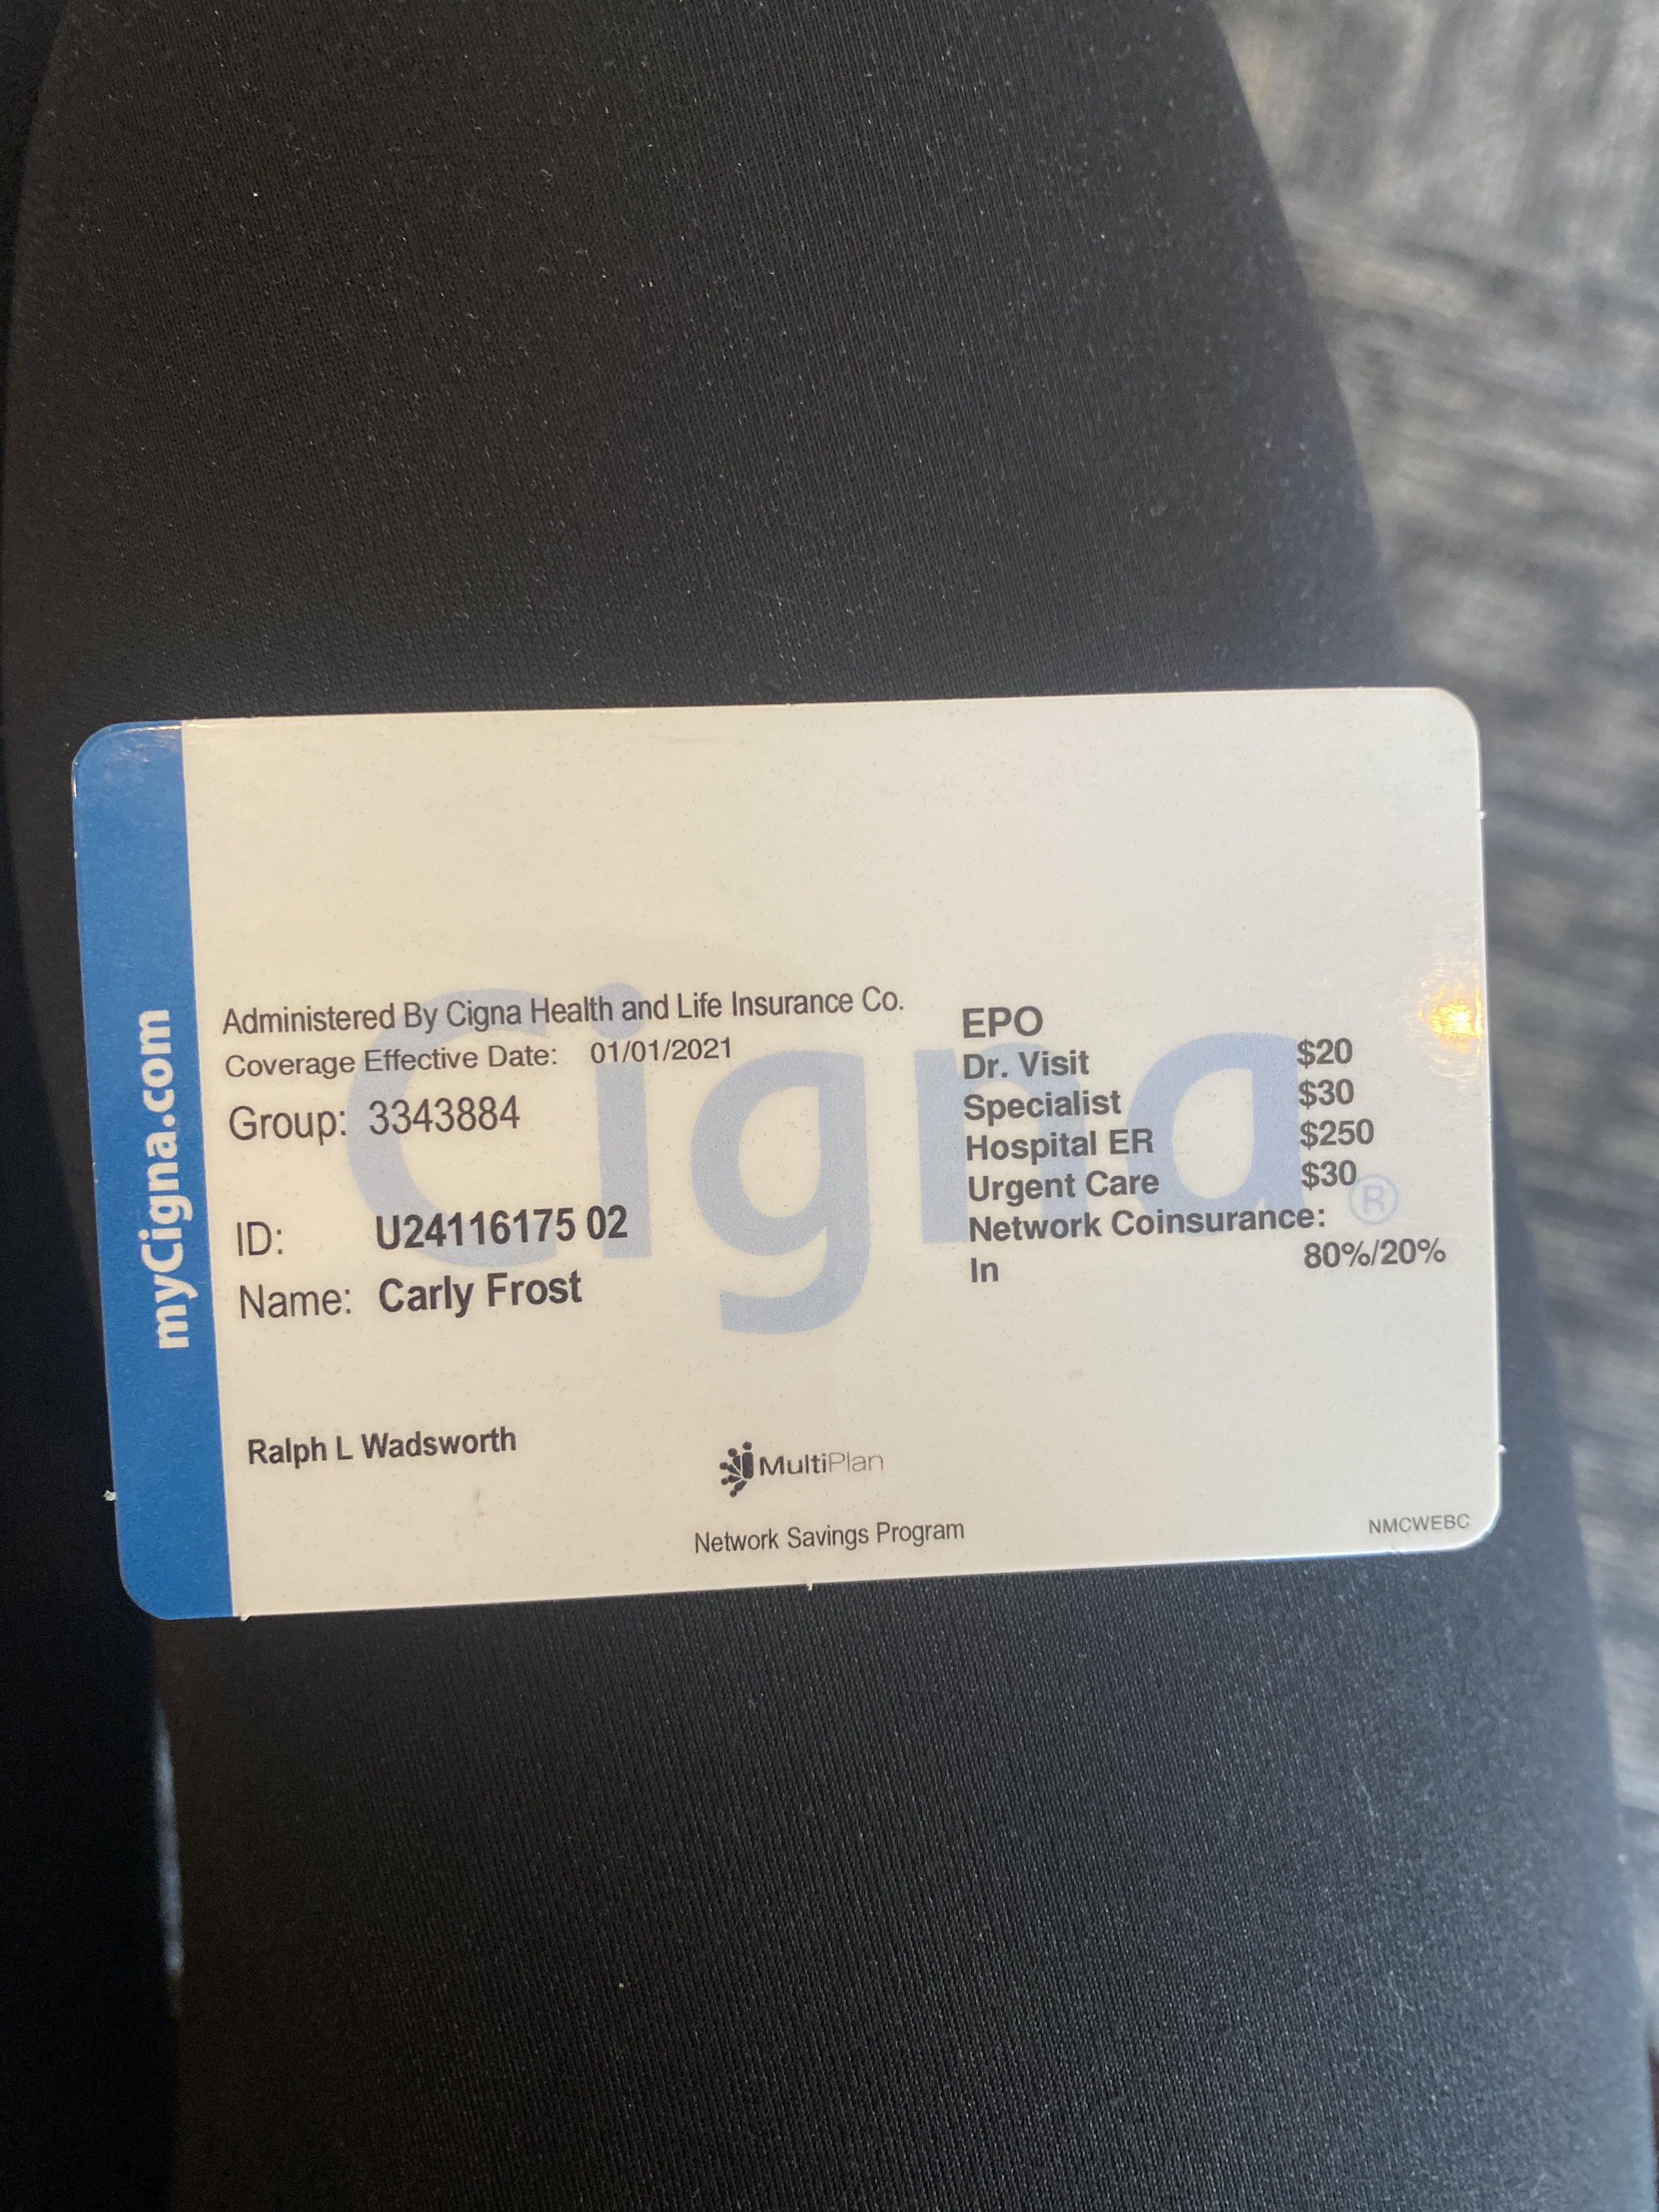 myCigna.com
Cigna®
Administered By Cigna Health and Life Insurance Co.
Coverage Effective Date: 01/01/2021
Group: 3343884
ID: U24116175 02
Name: Carly Frost
Ralph L Wadsworth
EPO
Dr. Visit $20
Specialist $30
Hospital ER $250
Urgent Care $30
Network Coinsurance:
In 80%/20%
MultiPlan
Network Savings Program
NMCWEBC